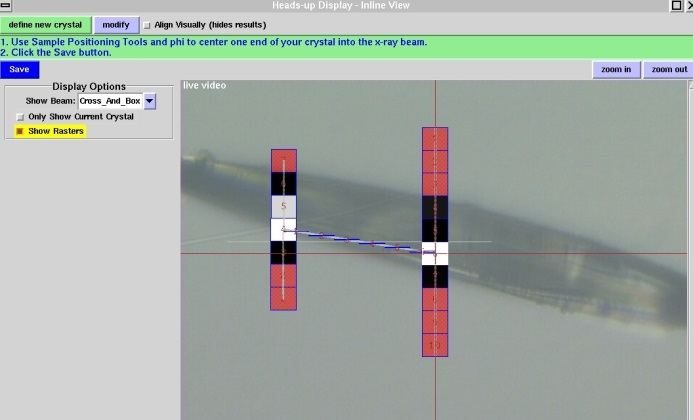 Heads-up Display - Inline View
define new crystal
modify
Align Visually (hides results)
1. Use Sample Positioning Tools and phi to center one end of your crystal into the x-ray beam.
2. Click the Save button.
Save
zoom in
zoom out
Display Options
Show Beam: Cross_And_Box
Only Show Current Crystal
Show Rasters
live video
5
4
10